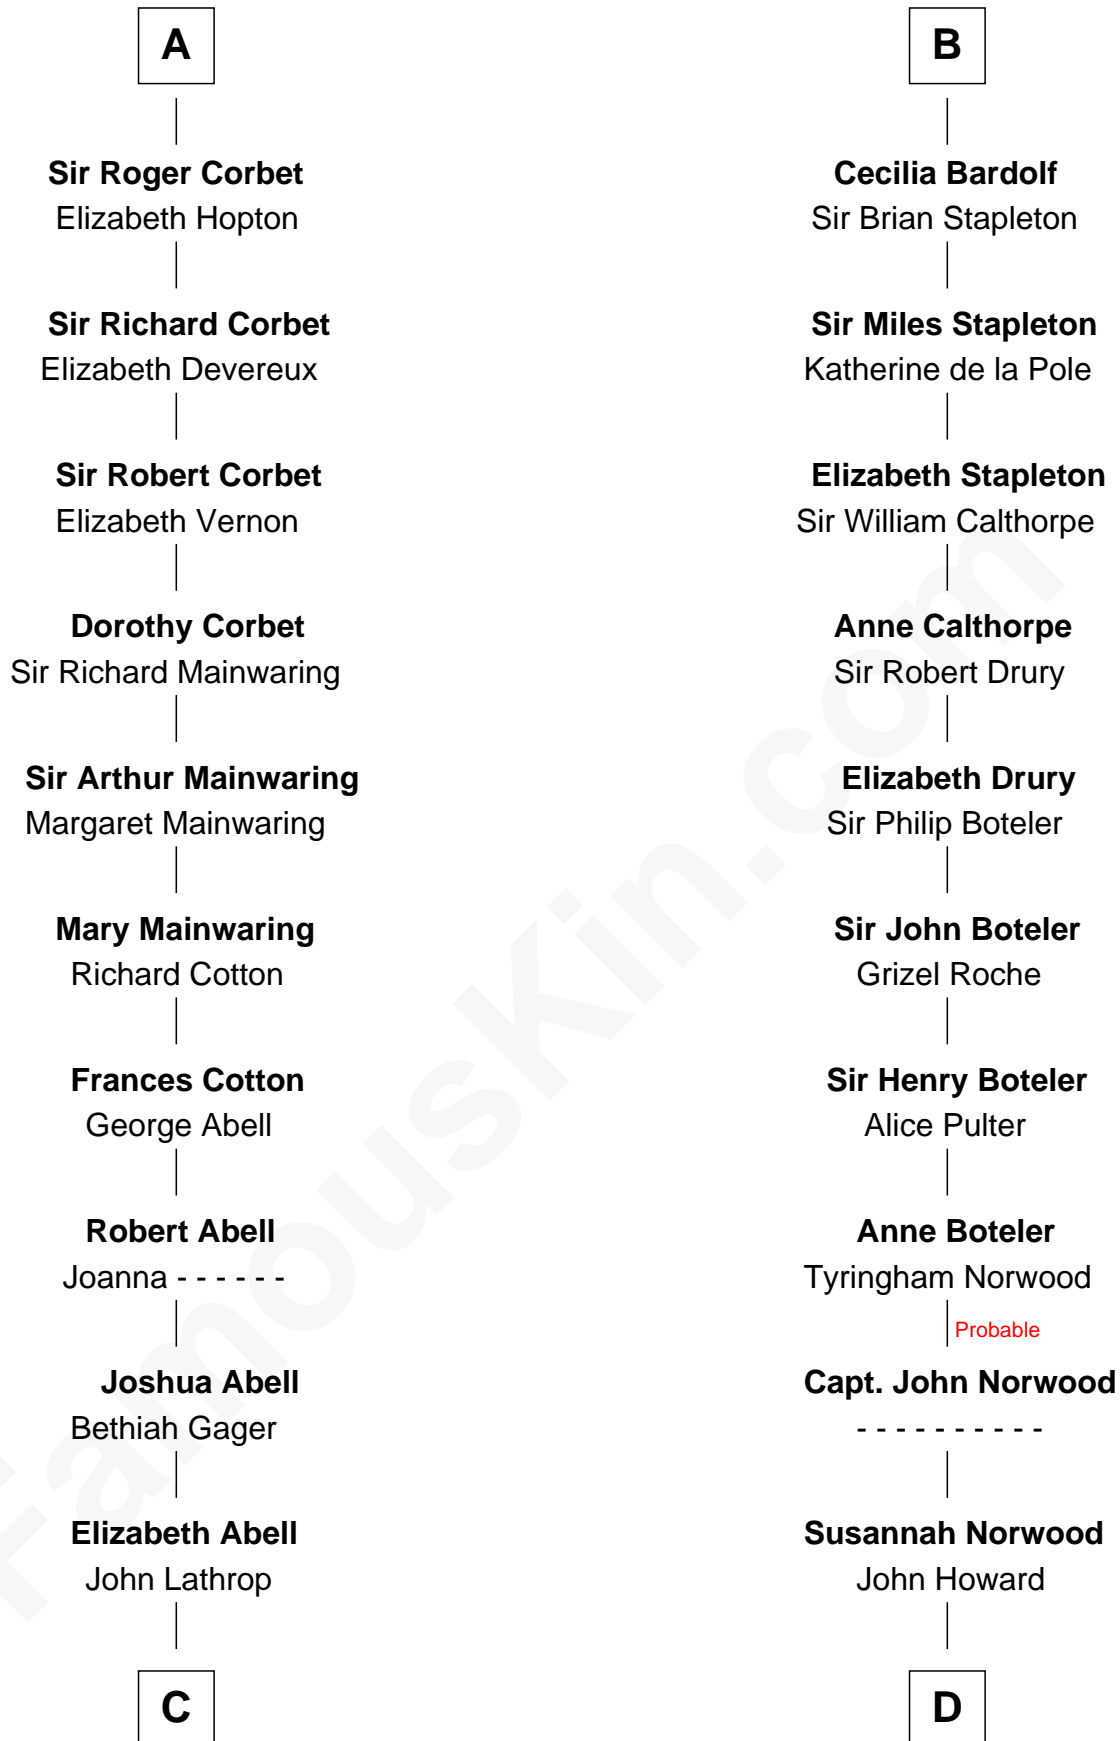 A
Sir Roger Corbet
Elizabeth Hopton
Sir Richard Corbet
Elizabeth Devereux
Sir Robert Corbet
Elizabeth Vernon
Dorothy Corbet
Sir Richard Mainwaring
Sir Arthur Mainwaring
Margaret Mainwaring
Mary Mainwaring
Richard Cotton
Frances Cotton
George Abell
Robert Abell
Joanna - - - - - -
Joshua Abell
Bethiah Gager
Elizabeth Abell
John Lathrop
C
B
Cecilia Bardolf
Sir Brian Stapleton
Sir Miles Stapleton
Katherine de la Pole
Elizabeth Stapleton
Sir William Calthorpe
Anne Calthorpe
Sir Robert Drury
Elizabeth Drury
Sir Philip Boteler
Sir John Boteler
Grizel Roche
Sir Henry Boteler
Alice Pulter
Anne Boteler
Tyringham Norwood
Probable
Capt. John Norwood
- - - - - - - - - -
Susannah Norwood
John Howard
D
FamousKin.com